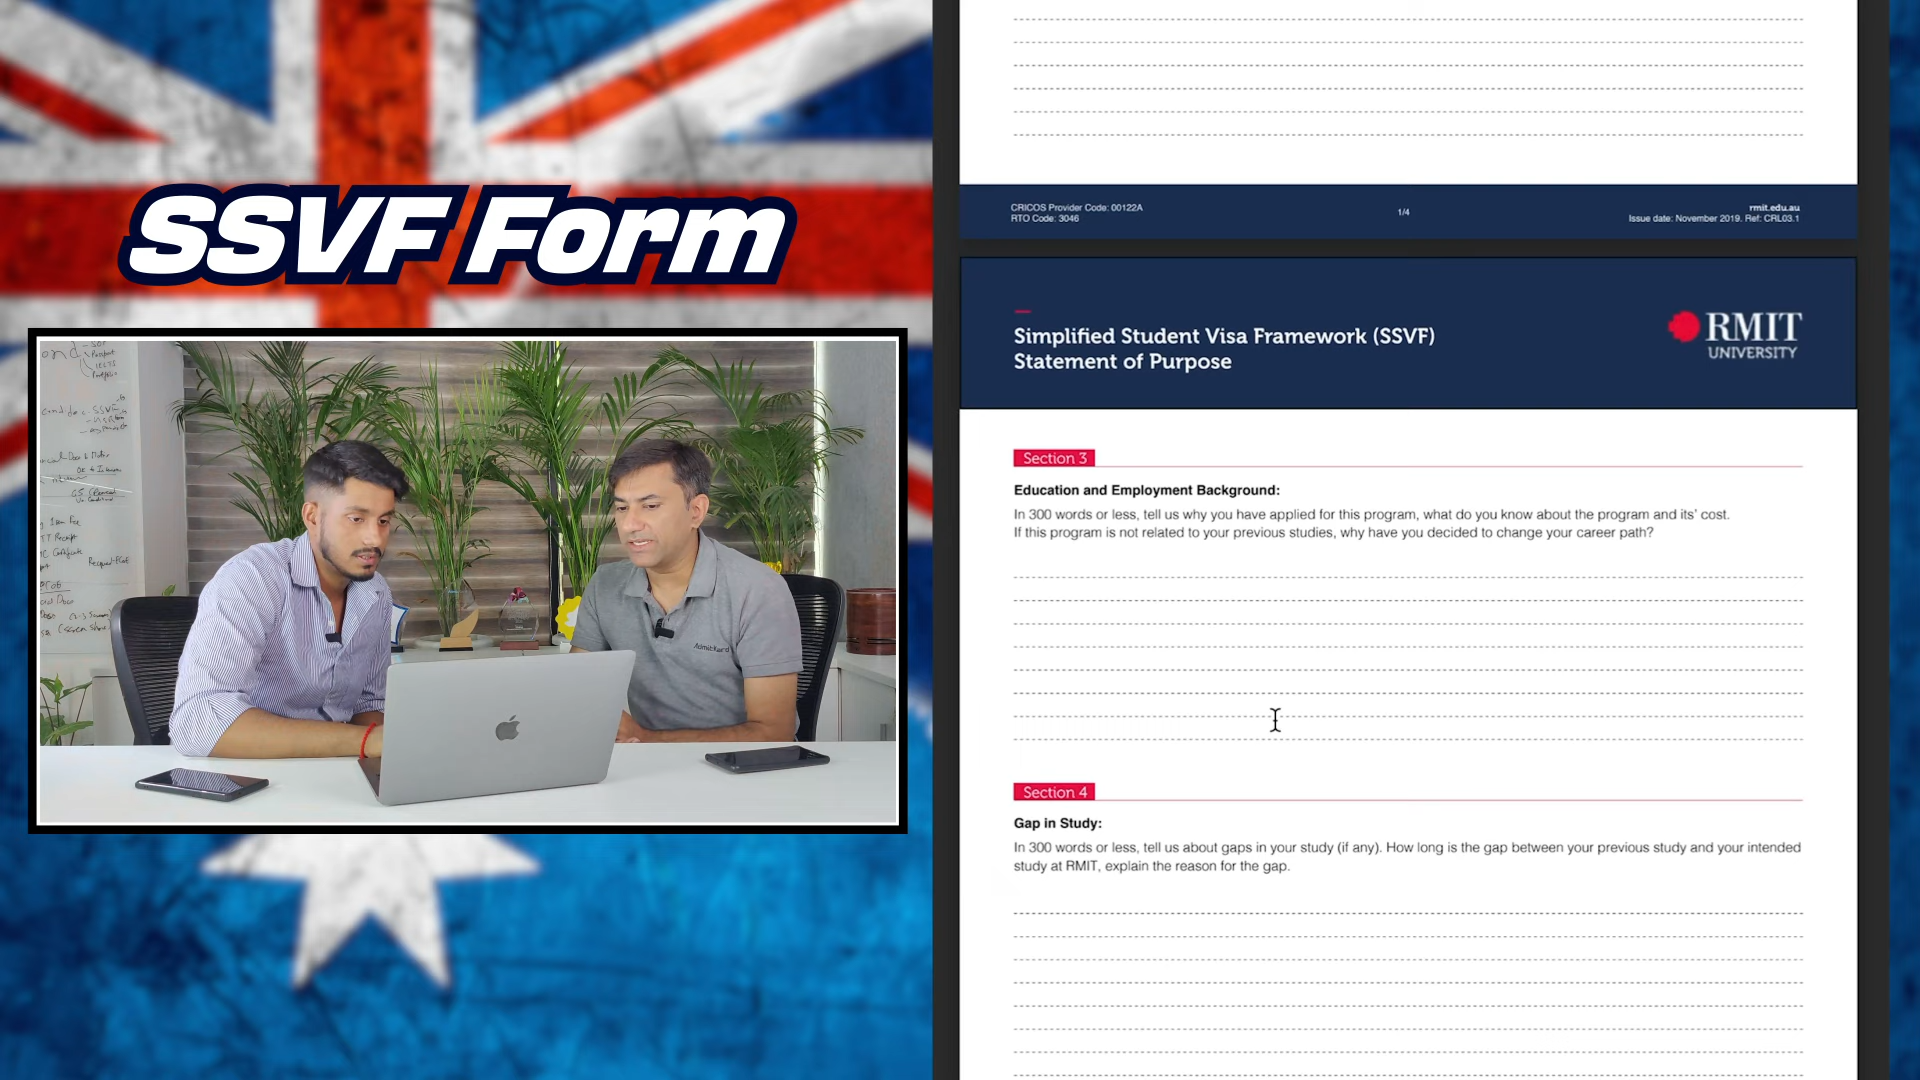 SSVF Form
SOP
Passport
IELTS
Portfolio
AdmitKard
CRICOS Provider Code: 00122A
RTO Code: 3046
1/4
rmit.edu.au
Issue date: November 2019. Ref: CRL03.1
Simplified Student Visa Framework (SSVF)
Statement of Purpose
RMIT
UNIVERSITY
Section 3
Education and Employment Background:
In 300 words or less, tell us why you have applied for this program, what do you know about the program and its' cost.
If this program is not related to your previous studies, why have you decided to change your career path?
Section 4
Gap in Study:
In 300 words or less, tell us about gaps in your study (if any). How long is the gap between your previous study and your intended
study at RMIT, explain the reason for the gap.